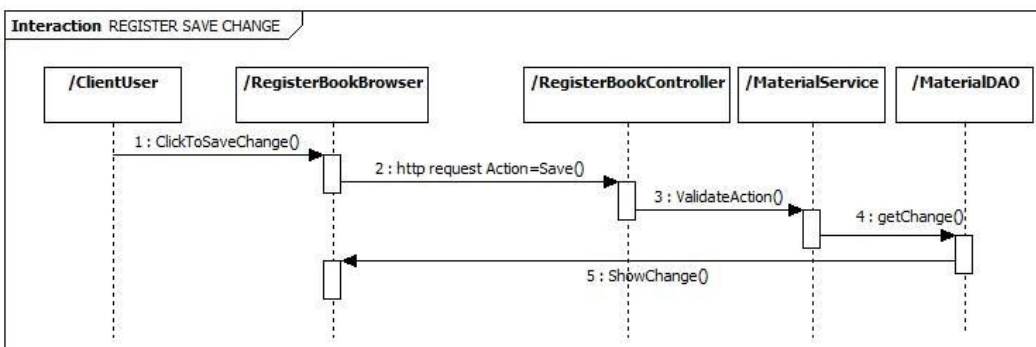 Interaction REGISTER SAVE CHANGE
/ClientUser
/RegisterBookBrowser
/RegisterBookController
/MaterialService
/MaterialDAO
1 : ClickToSaveChange()
2 : http request Action=Save()
3 : ValidateAction()
4 : getChange()
5 : ShowChange()